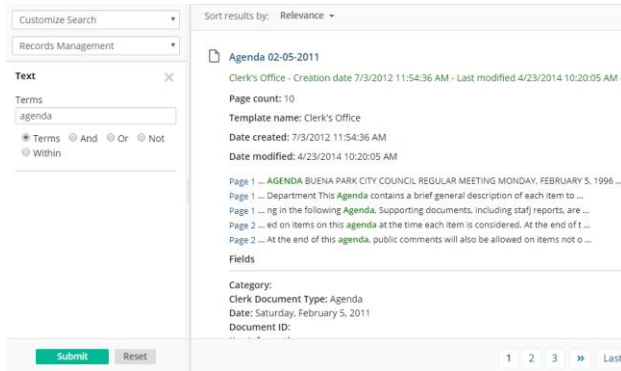 Customize Search
Records Management
Text
Terms
agenda
Terms And Or Not
Within
Submit Reset
Sort results by: Relevance
Agenda 02-05-2011
Clerk's Office - Creation date 7/3/2012 11:54:36 AM - Last modified 4/23/2014 10:20:05 AM
Page count: 10
Template name: Clerk's Office
Date created: 7/3/2012 11:54:36 AM
Date modified: 4/23/2014 10:20:05 AM
Page 1 ... AGENDA BUENA PARK CITY COUNCIL REGULAR MEETING MONDAY, FEBRUARY 5, 1996 ...
Page 1 ... Department This Agenda contains a brief general description of each item to ...
Page 1 ... ng in the following Agenda, Supporting documents, including stafj reports, are ...
Page 2 ... ed on items on this agenda at the time each item is considered. At the end of t ...
Page 2 ... At the end of this agenda, public comments will also be allowed on items not o ...
Fields
Category:
Clerk Document Type: Agenda
Date: Saturday, February 5, 2011
Document ID:
1 2 3 » Last